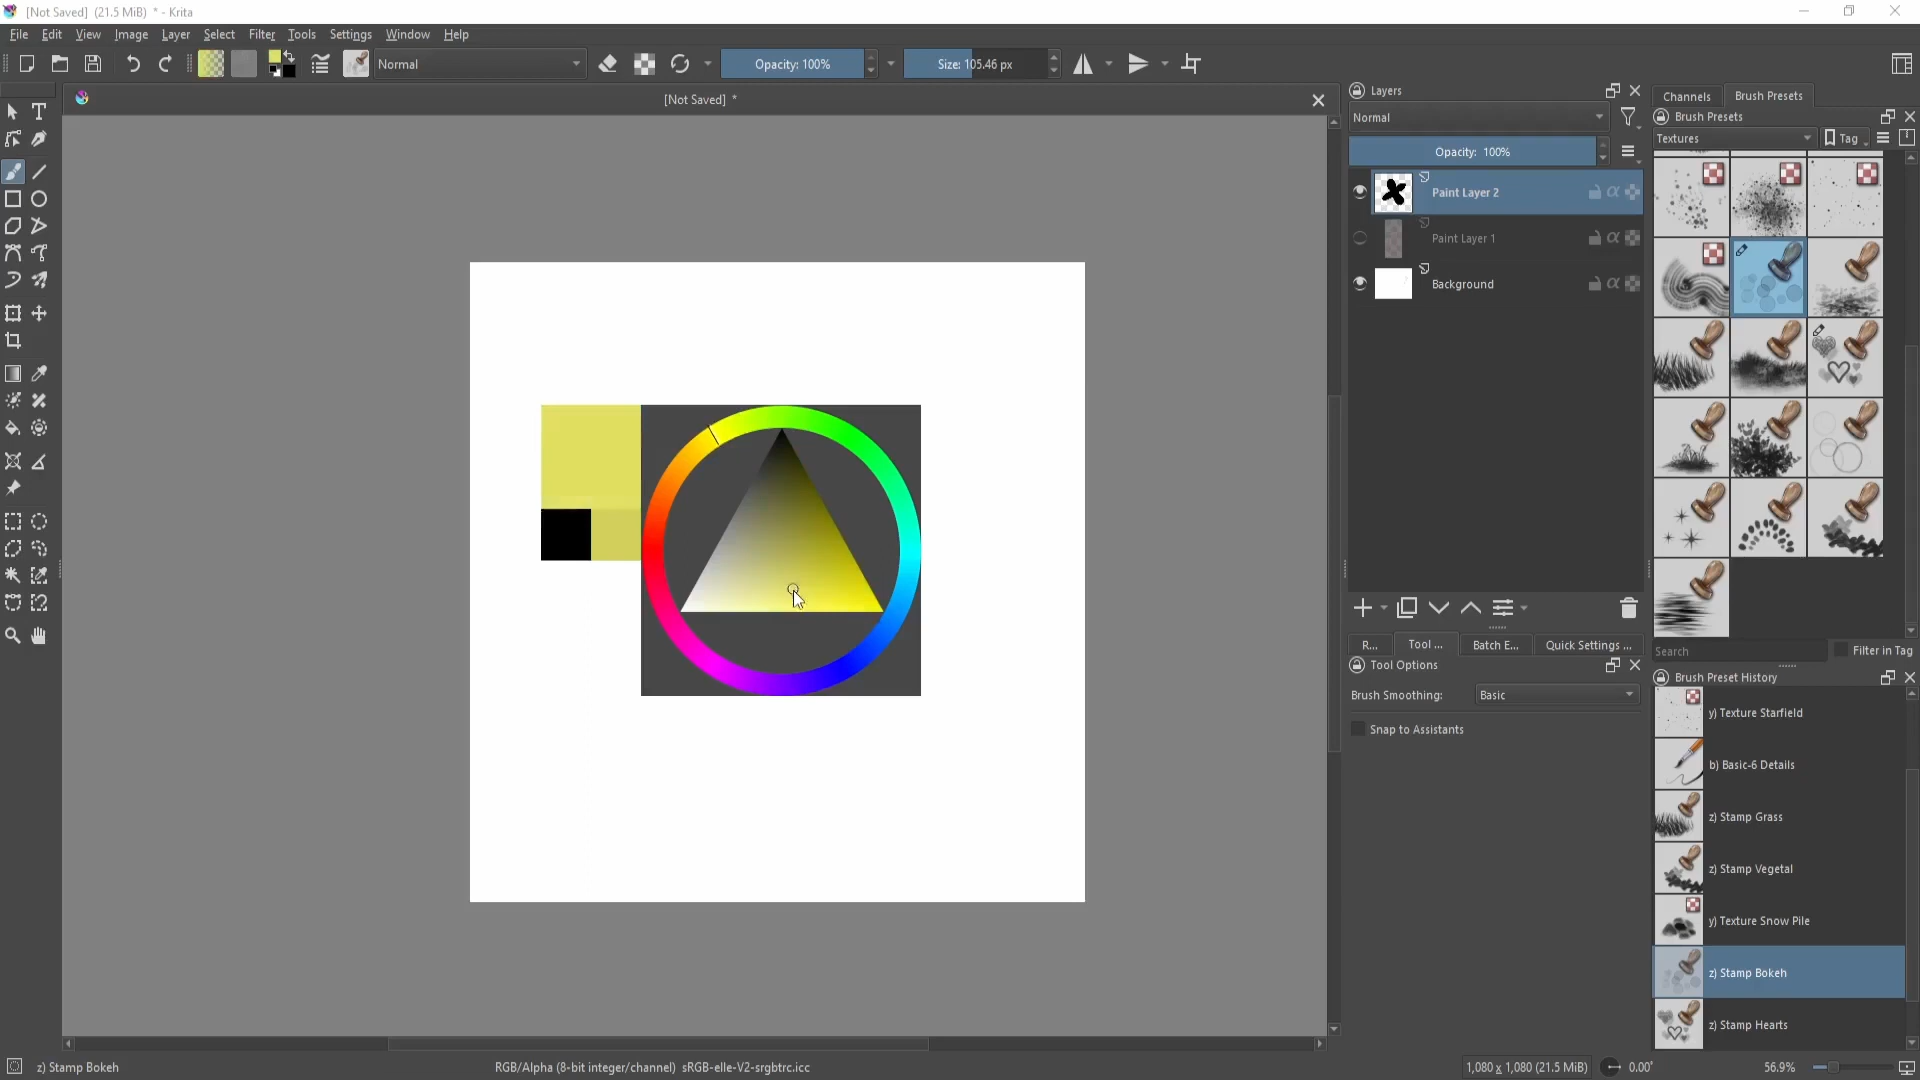 [Not Saved] (21.5 MiB) * - Krita
File Edit View Image Layer Select Filter Tools Settings Window Help
Normal Opacity: 100% Size: 105.46 px
[Not Saved] *
Layers
Normal
Opacity: 100%
Paint Layer 2
Paint Layer 1
Background
R... Tool ... Batch E... Quick Settings ...
Tool Options
Brush Smoothing: Basic
Snap to Assistants
Channels Brush Presets
Brush Presets
Textures Tag
Search Filter in Tag
Brush Preset History
y) Texture Starfield
b) Basic-6 Details
z) Stamp Grass
z) Stamp Vegetal
y) Texture Snow Pile
z) Stamp Bokeh
z) Stamp Hearts
z) Stamp Bokeh RGB/Alpha (8-bit integer/channel) sRGB-elle-V2-srgbtrc.icc 1,080 x 1,080 (21.5 MiB) 0.00° 56.9%